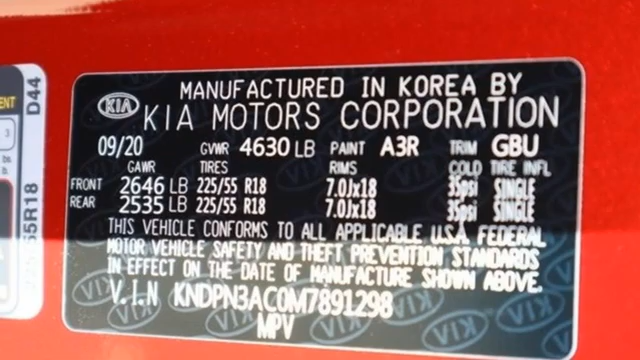 MANUFACTURED IN KOREA BY
KIA KIA MOTORS CORPORATION
09/20 GVWR 4630 LB PAINT A3R TRIM GBU
GAWR TIRES RIMS COLD TIRE INFL
FRONT 2646 LB 225/55 R18 7.0Jx18 35psi SINGLE
REAR 2535 LB 225/55 R18 7.0Jx18 35psi SINGLE
THIS VEHICLE CONFORMS TO ALL APPLICABLE U.S.A. FEDERAL
MOTOR VEHICLE SAFETY AND THEFT PREVENTION STANDARDS
IN EFFECT ON THE DATE OF MANUFACTURE SHOWN ABOVE.
V.I.N KNDPN3AC0M7891298
MPV
D44